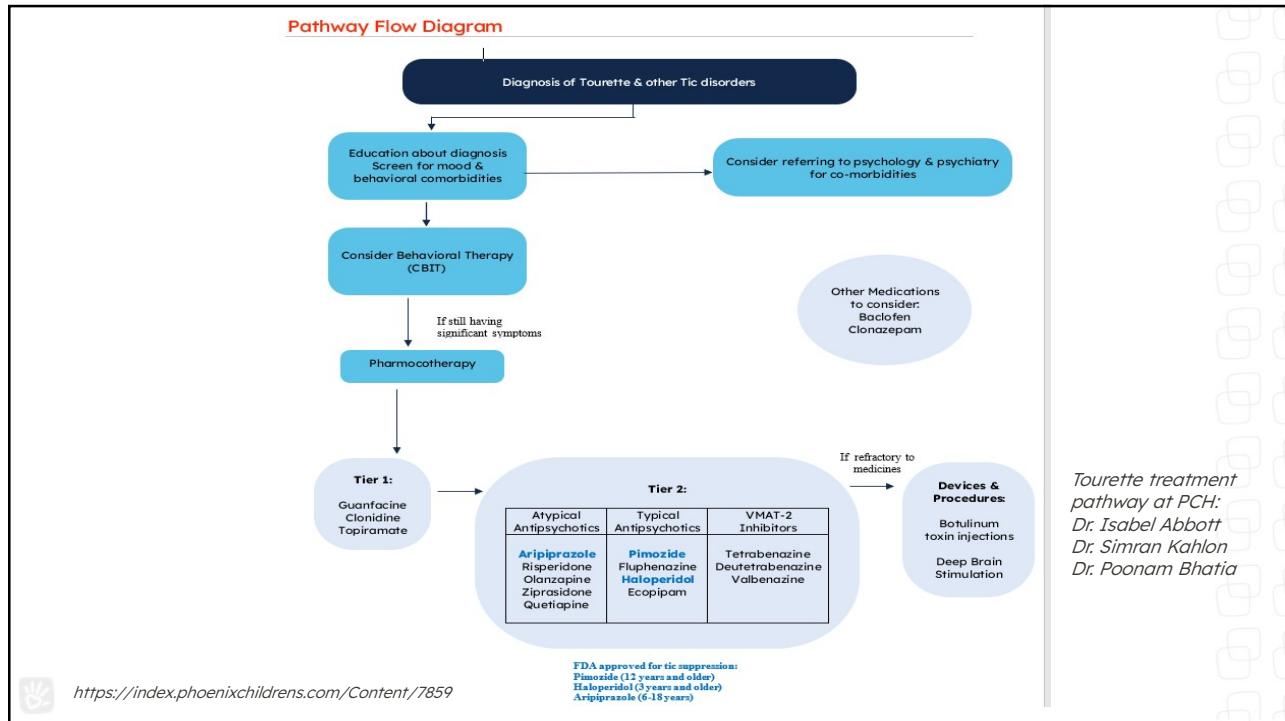 Pathway Flow Diagram
Diagnosis of Tourette & other Tic disorders
Education about diagnosis
Screen for mood &
behavioral comorbidities
Consider referring to psychology & psychiatry
for co-morbidities
Consider Behavioral Therapy
(CBIT)
Other Medications
to consider:
Baclofen
Clonazepam
If still having
significant symptoms
Pharmocotherapy
Tier 1:
Guanfacine
Clonidine
Topiramate
Tier 2:
Atypical
Antipsychotics
Aripiprazole
Risperidone
Olanzapine
Ziprasidone
Quetiapine
Typical
Antipsychotics
Pimozide
Fluphenazine
Haloperidol
Ecopipam
VMAT-2
Inhibitors
Tetrabenazine
Deutetrabenazine
Valbenazine
If refractory to
medicines
Devices &
Procedures:
Botulinum
toxin injections
Deep Brain
Stimulation
FDA approved for tic suppression:
Pimozide (12 years and older)
Haloperidol (3 years and older)
Aripiprazole (6-18 years)
Tourette treatment
pathway at PCH:
Dr. Isabel Abbott
Dr. Simran Kahlon
Dr. Poonam Bhatia
https://index.phoenixchildrens.com/Content/7859